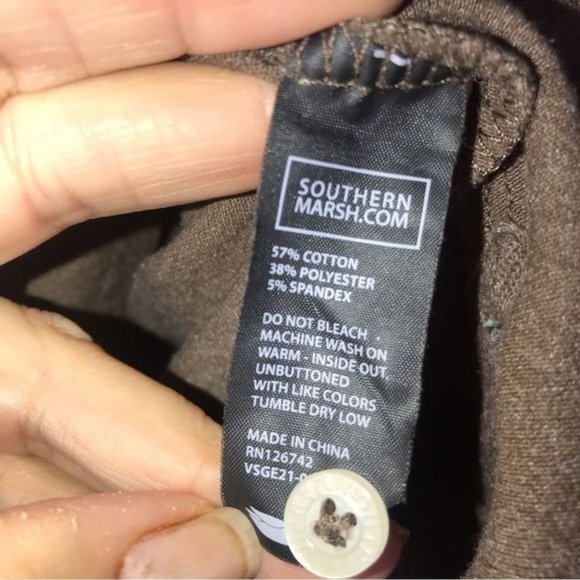 SOUTHERN
MARSH.COM
57% COTTON
38% POLYESTER
5% SPANDEX
DO NOT BLEACH
MACHINE WASH ON
WARM - INSIDE OUT
UNBUTTONED
WITH LIKE COLORS
TUMBLE DRY LOW
MADE IN CHINA
RN126742